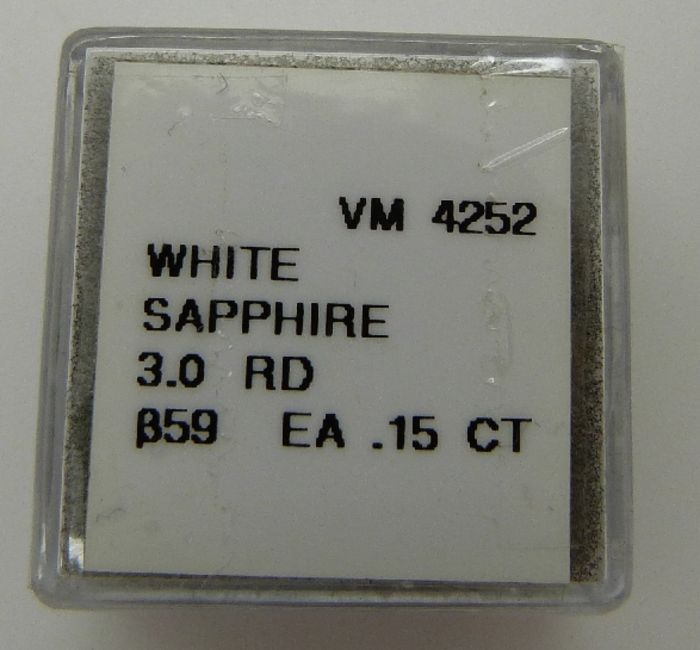 VM 4252
WHITE
SAPPHIRE
3.0 RD
β59 EA .15 CT